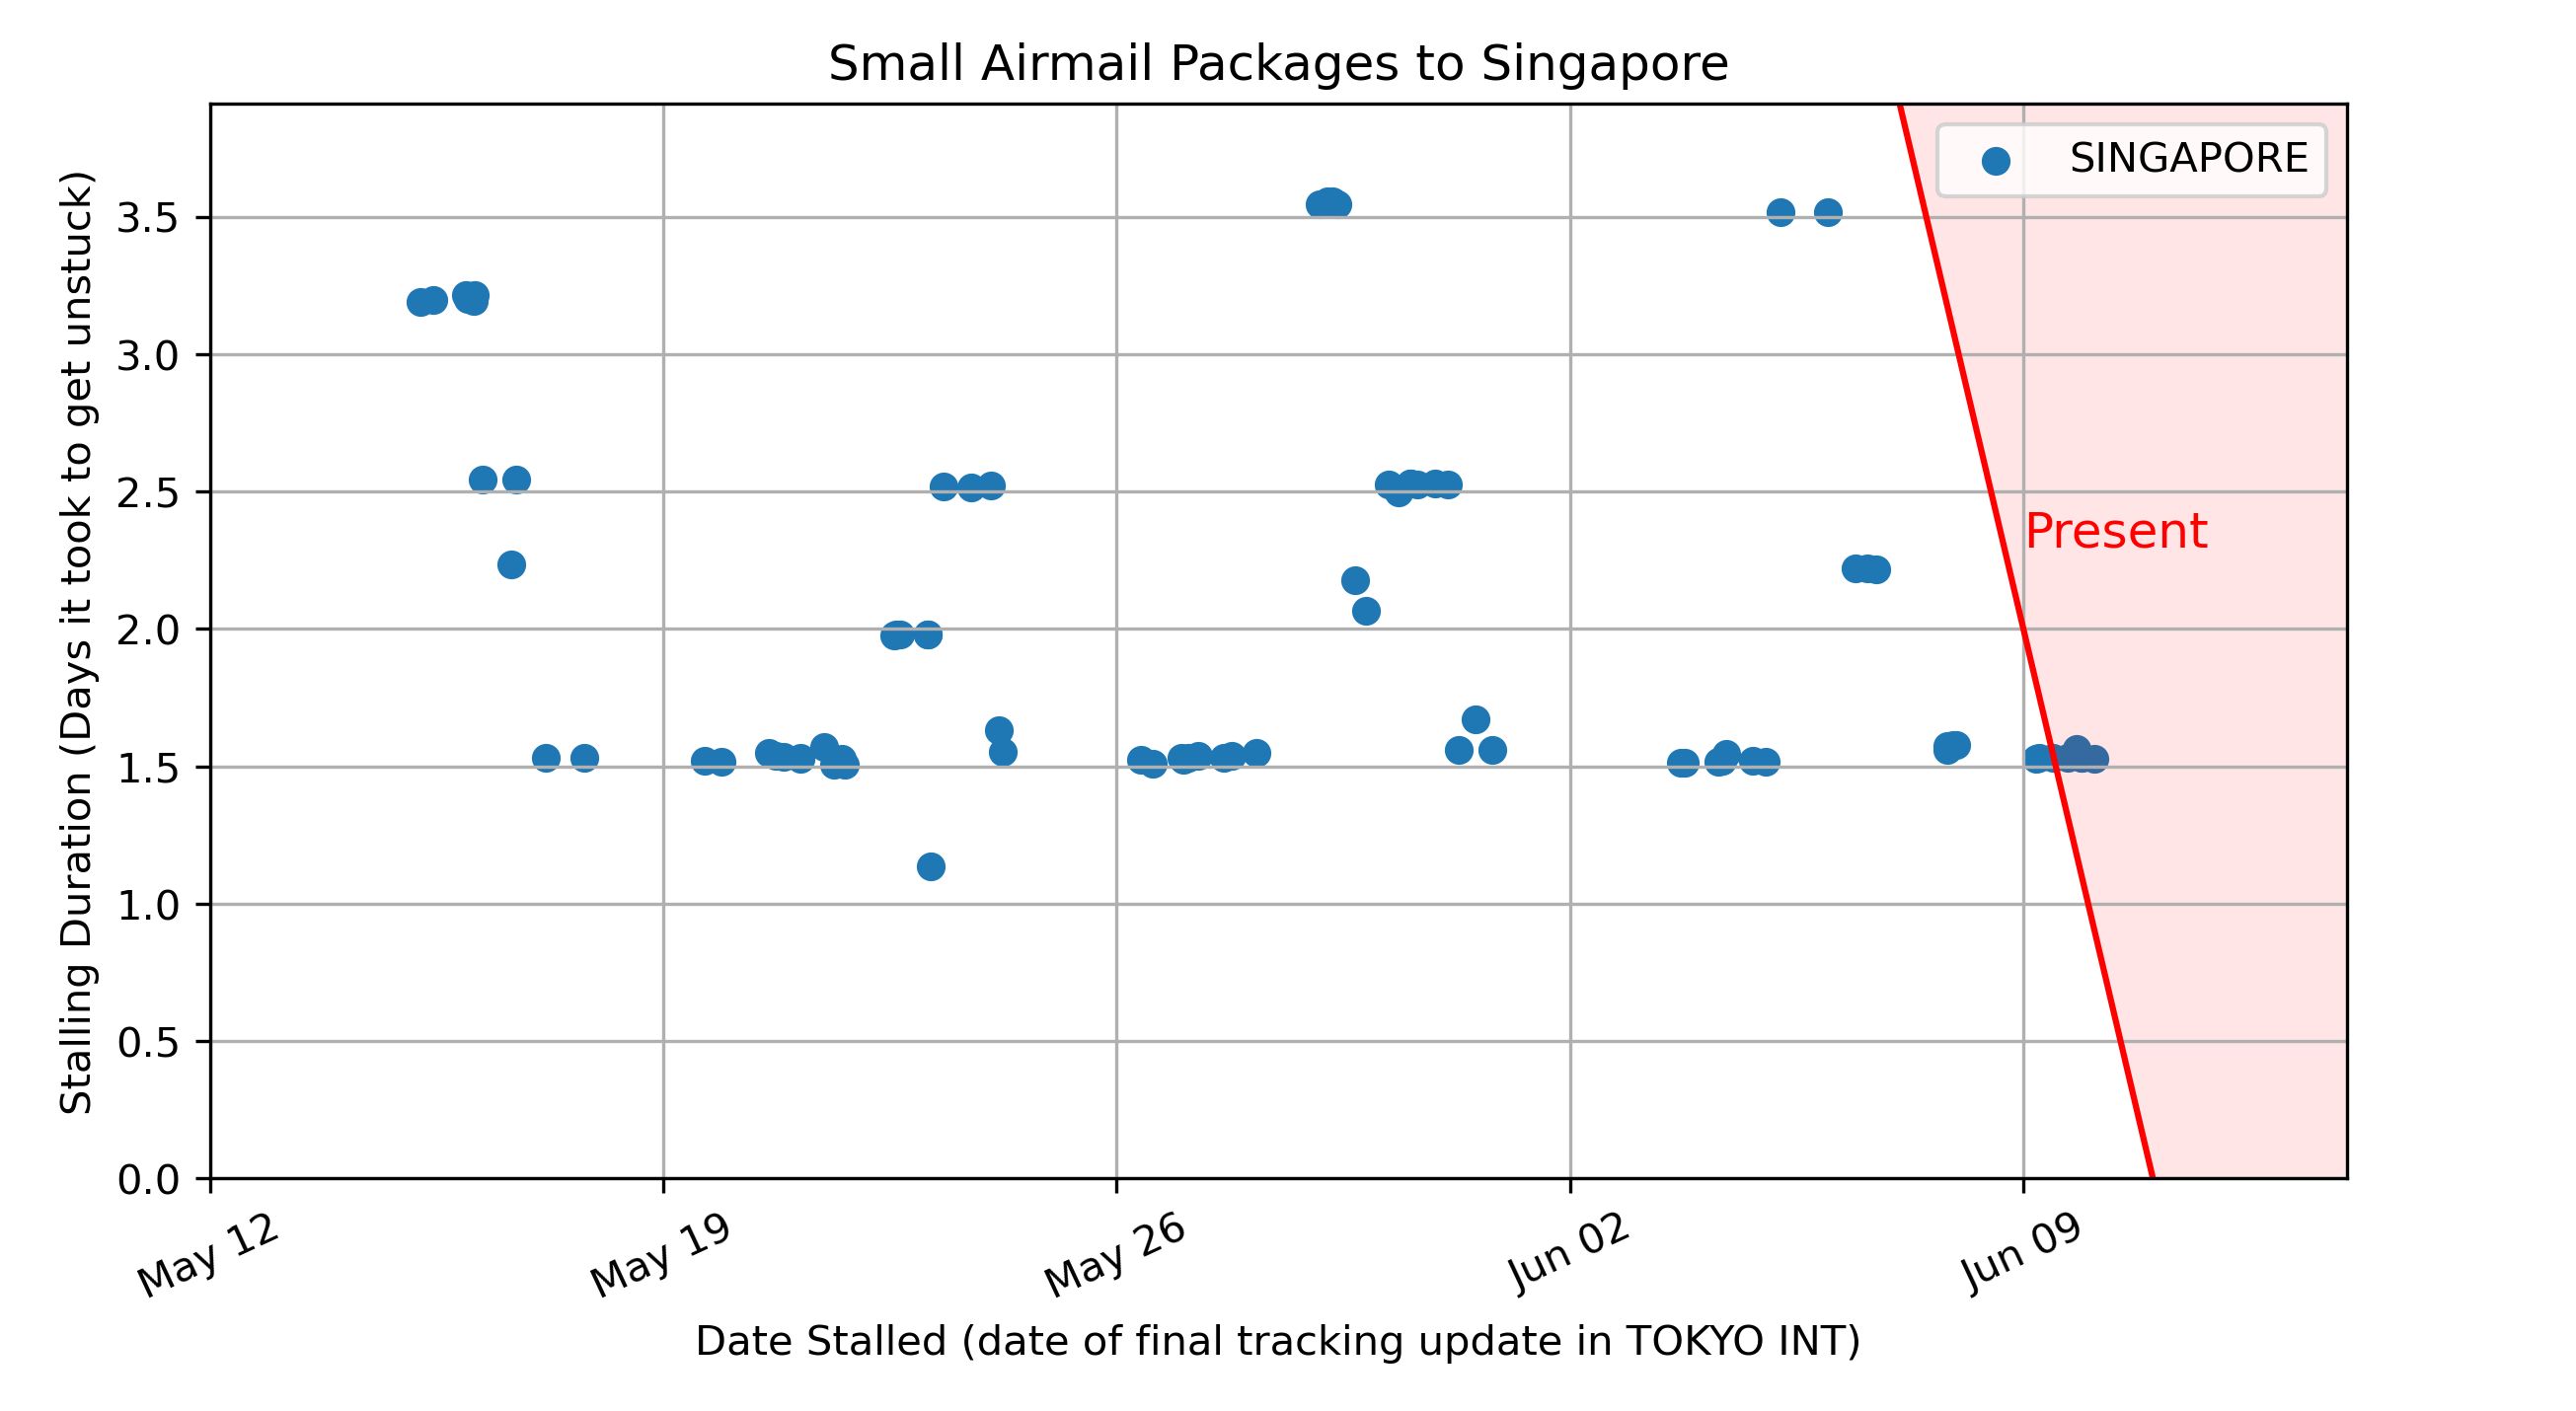 Small Airmail Packages to Singapore
SINGAPORE
Present
Stalling Duration (Days it took to get unstuck)
3.5
3.0
2.5
2.0
1.5
1.0
0.5
0.0
May 12
May 19
May 26
Jun 02
Jun 09
Date Stalled (date of final tracking update in TOKYO INT)